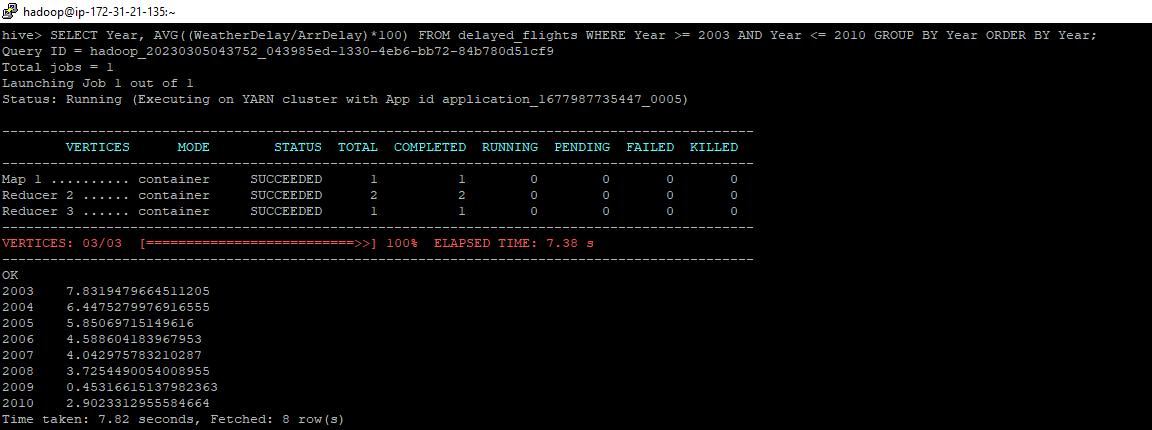 hadoop@ip-172-31-21-135:~
hive> SELECT Year, AVG((WeatherDelay/ArrDelay)*100) FROM delayed_flights WHERE Year >= 2003 AND Year <= 2010 GROUP BY Year ORDER BY Year;
Query ID = hadoop_20230305043752_043985ed-1330-4eb6-bb72-84b780d51cf9
Total jobs = 1
Launching Job 1 out of 1
Status: Running (Executing on YARN cluster with App id application_1677987735447_0005)
----------------------------------------------------------------------------------------------
VERTICES MODE STATUS TOTAL COMPLETED RUNNING PENDING FAILED KILLED
----------------------------------------------------------------------------------------------
Map 1 .......... container SUCCEEDED 1 1 0 0 0 0
Reducer 2 ...... container SUCCEEDED 2 2 0 0 0 0
Reducer 3 ...... container SUCCEEDED 1 1 0 0 0 0
----------------------------------------------------------------------------------------------
VERTICES: 03/03 [==========================>>] 100% ELAPSED TIME: 7.38 s
----------------------------------------------------------------------------------------------
OK
2003 7.8319479664511205
2004 6.4475279976916555
2005 5.85069715149616
2006 4.588604183967953
2007 4.042975783210287
2008 3.7254490054008955
2009 0.45316615137982363
2010 2.9023312955584664
Time taken: 7.82 seconds, Fetched: 8 row(s)